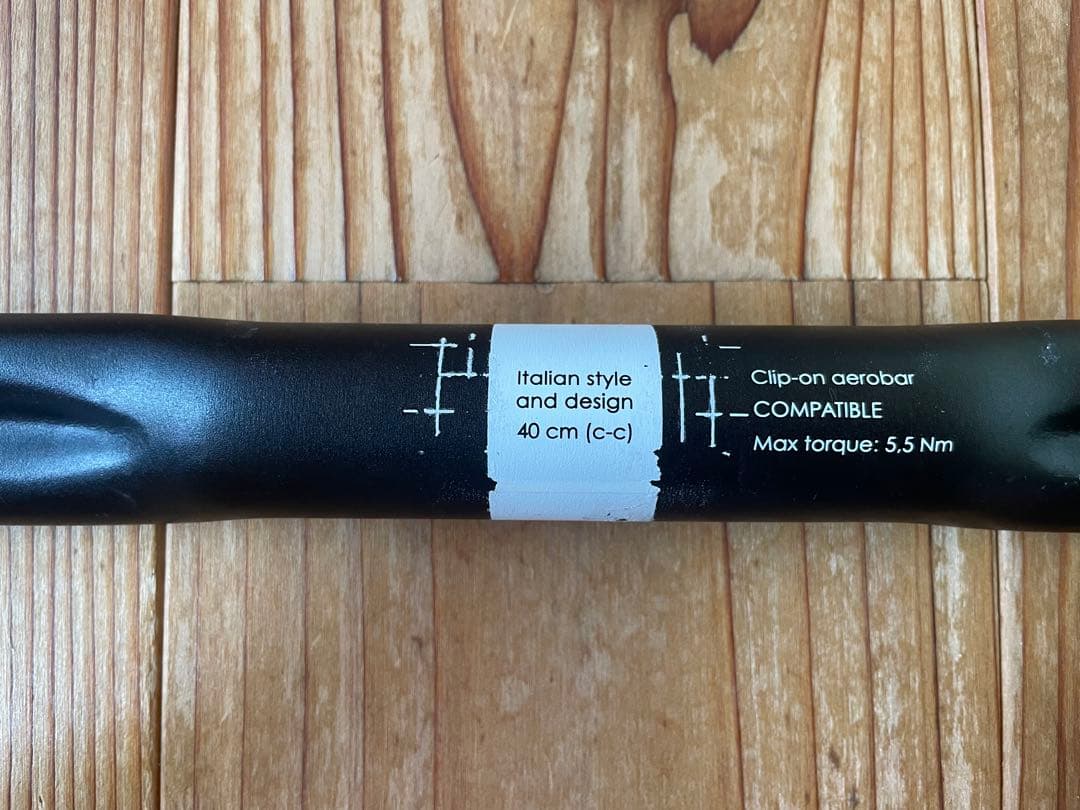 Italian style
and design
40 cm (c-c)
Clip-on aerobar
COMPATIBLE
Max torque: 5,5 Nm